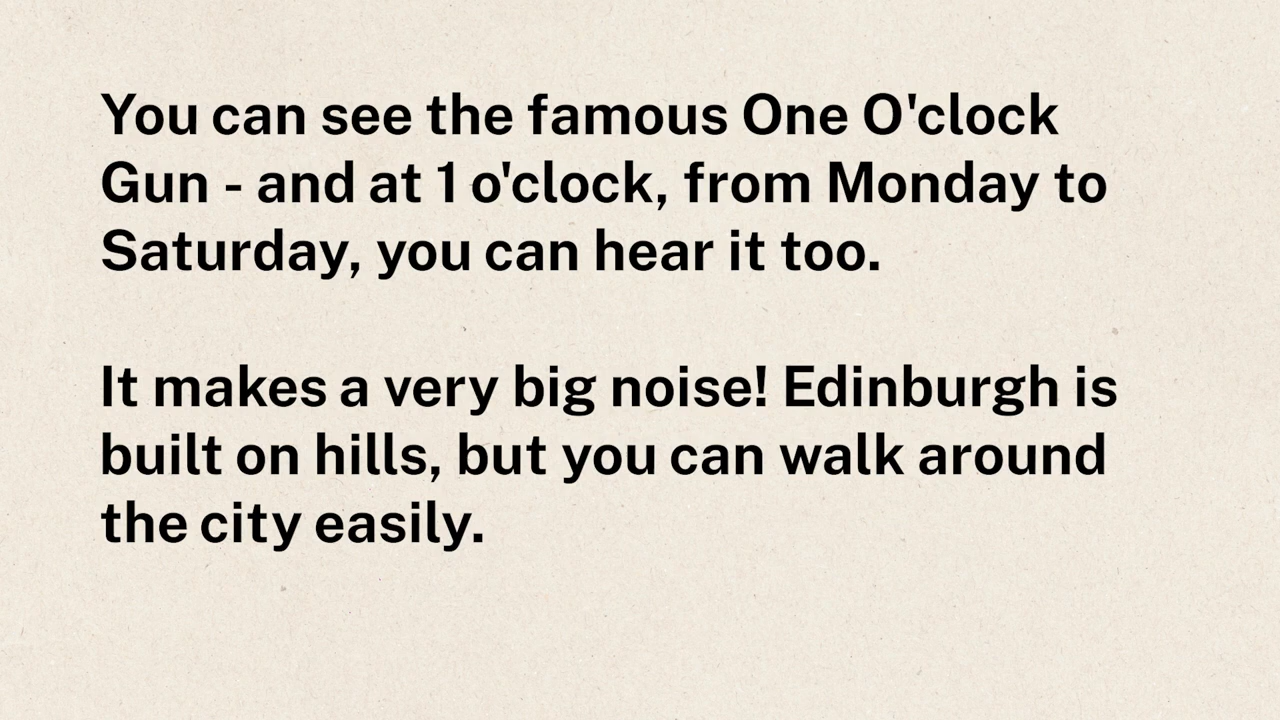 You can see the famous One O'clock
Gun - and at 1 o'clock, from Monday to
Saturday, you can hear it too.
It makes a very big noise! Edinburgh is
built on hills, but you can walk around
the city easily.